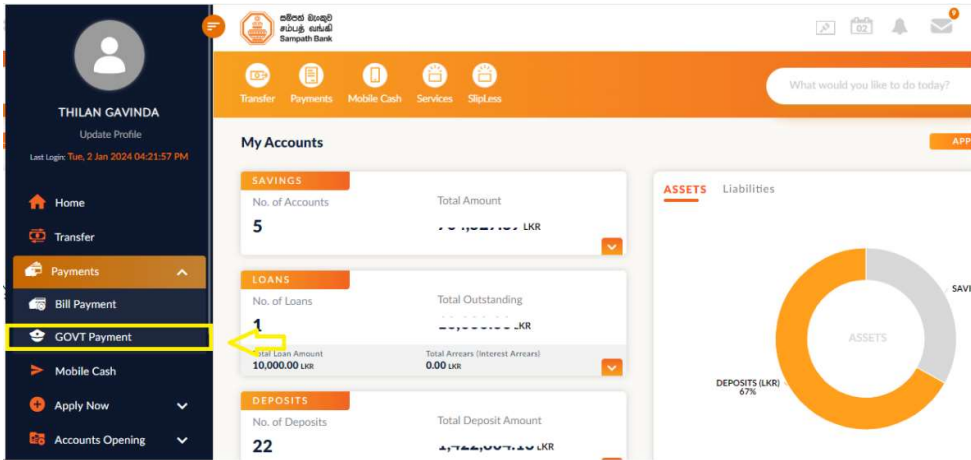 සම්පත් බැංකුව
சம்பத் வங்கி
Sampath Bank
02
9
Transfer
Payments
Mobile Cash
Services
SlipLess
What would you like to do today?
THILAN GAVINDA
Update Profile
Last Login: Tue, 2 Jan 2024 04:21:57 PM
Home
Transfer
Payments
Bill Payment
GOVT Payment
Mobile Cash
Apply Now
Accounts Opening
My Accounts
APP
SAVINGS
No. of Accounts
Total Amount
5
LKR
LOANS
No. of Loans
Total Outstanding
1
LKR
Total Loan Amount
Total Arrears (Interest Arrears)
10,000.00 LKR
0.00 LKR
DEPOSITS
No. of Deposits
Total Deposit Amount
22
LKR
ASSETS Liabilities
SAVI
ASSETS
DEPOSITS (LKR)
67%